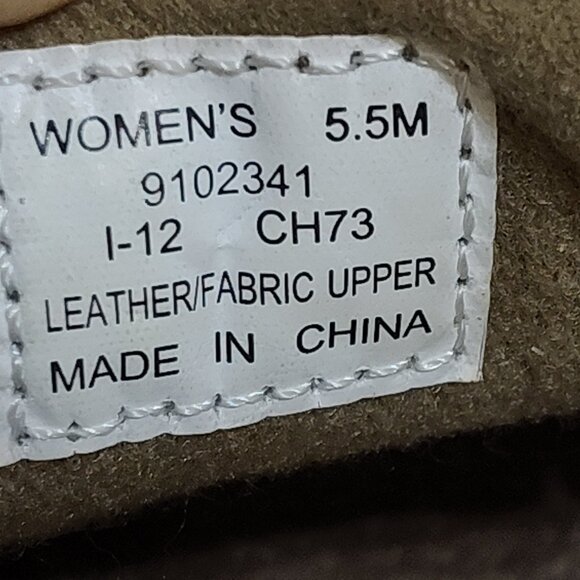 WOMEN'S 5.5M
9102341
I-12 CH73
LEATHER/FABRIC UPPER
MADE IN CHINA